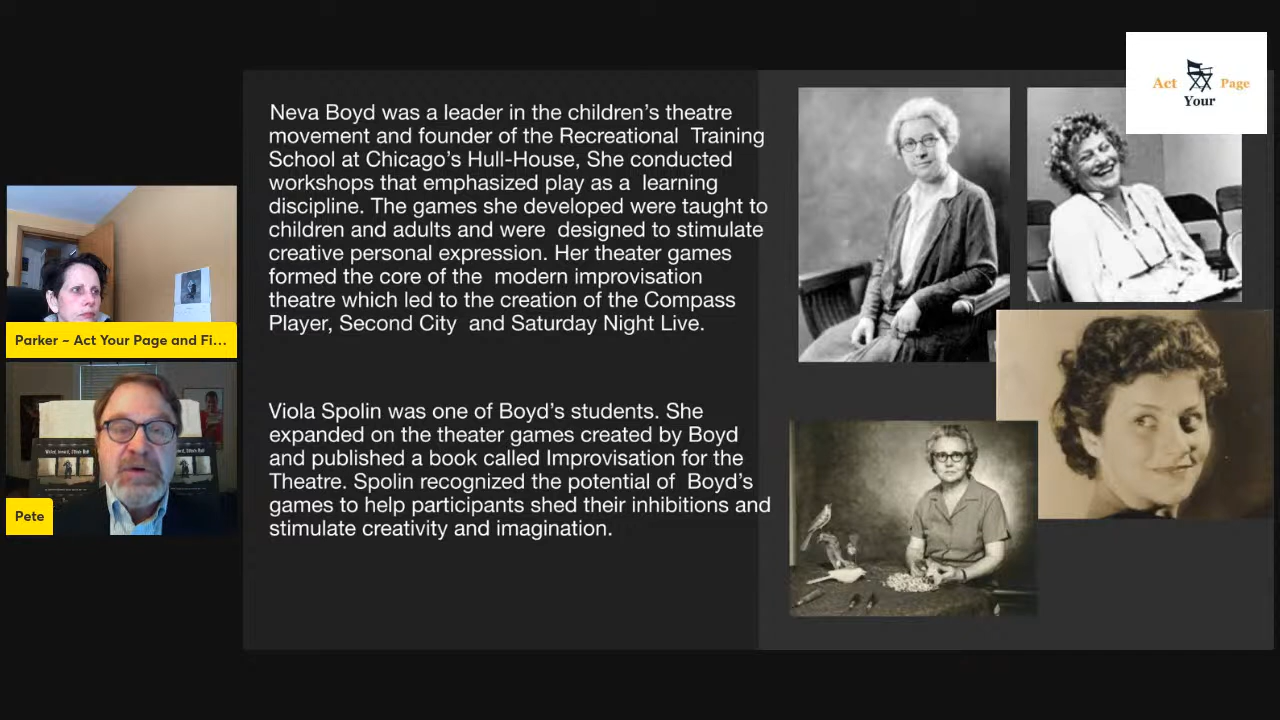 Neva Boyd was a leader in the children's theatre
movement and founder of the Recreational Training
School at Chicago's Hull-House, She conducted
workshops that emphasized play as a learning
discipline. The games she developed were taught to
children and adults and were designed to stimulate
creative personal expression. Her theater games
formed the core of the modern improvisation
theatre which led to the creation of the Compass
Player, Second City and Saturday Night Live.
Viola Spolin was one of Boyd's students. She
expanded on the theater games created by Boyd
and published a book called Improvisation for the
Theatre. Spolin recognized the potential of Boyd's
games to help participants shed their inhibitions and
stimulate creativity and imagination.
Act Your Page
Parker ~ Act Your Page and Fi...
Pete